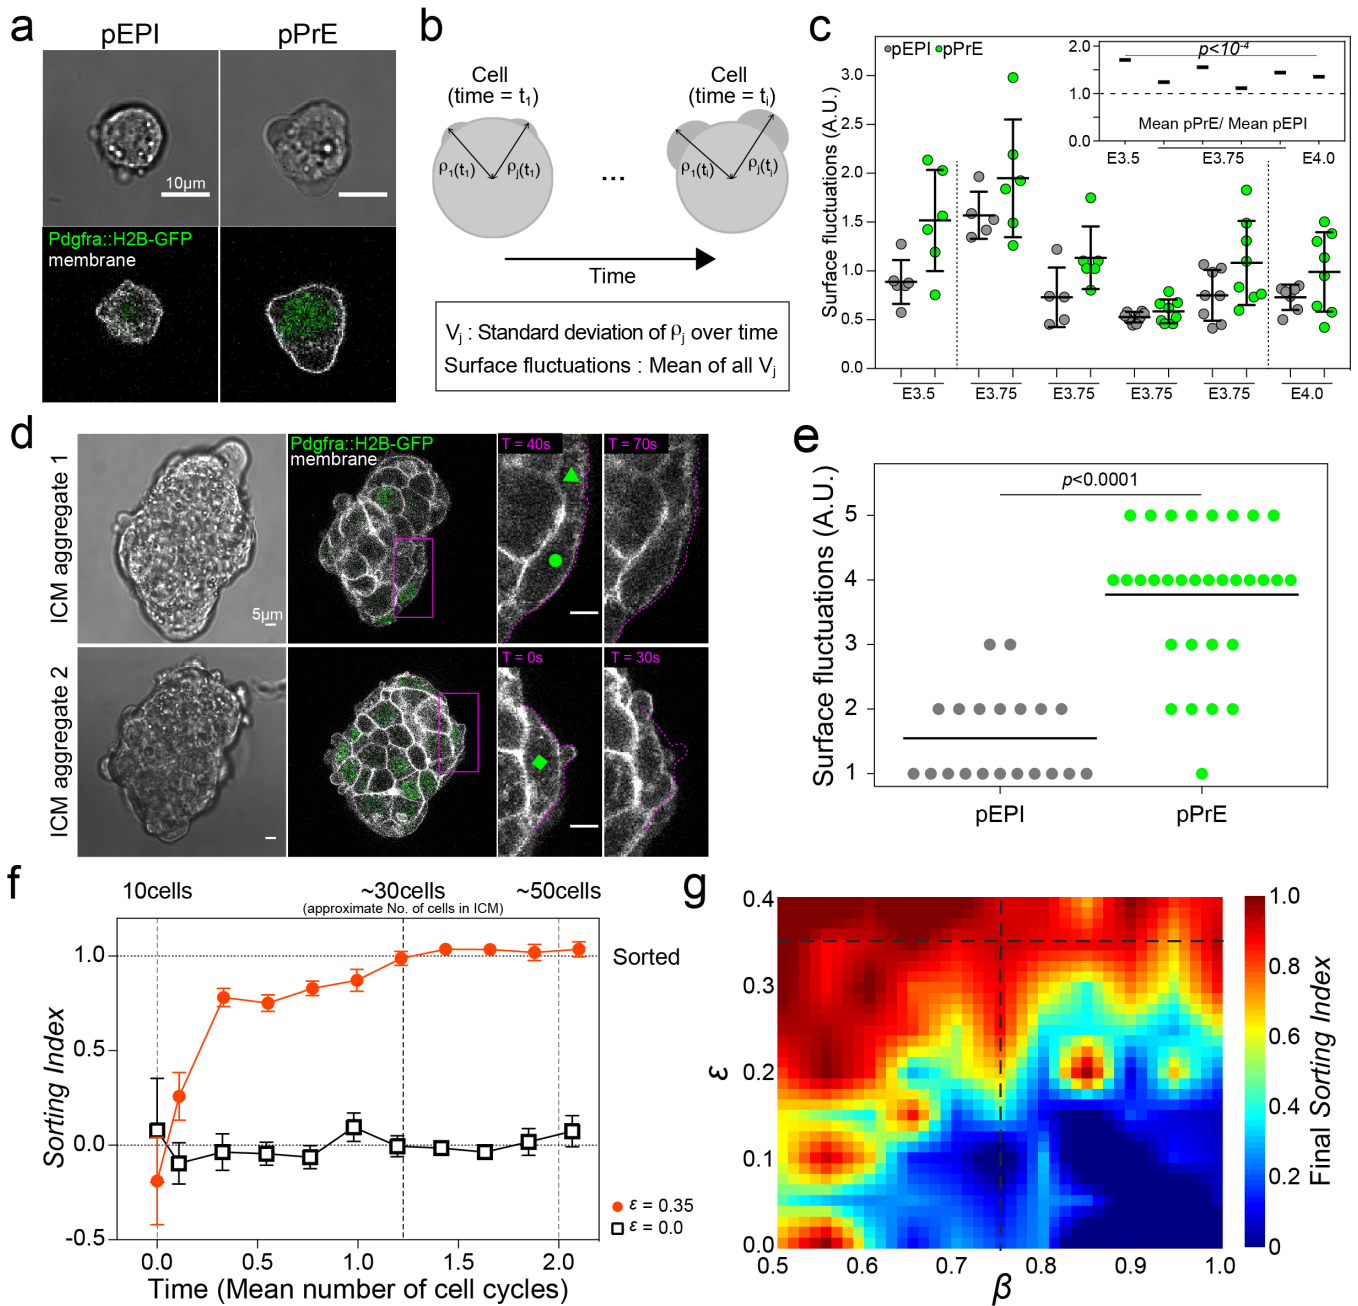 a
pEPI
pPrE
10µm
Pdgfra::H2B-GFP
membrane
b
Cell
(time = t1)
Cell
(time = ti)
ρ1(t1)
ρj(t1)
...
ρ1(ti)
ρj(ti)
Time
Vj : Standard deviation of ρj over time
Surface fluctuations : Mean of all Vj
c
pEPI
pPrE
Surface fluctuations (A.U.)
3.0
2.5
2.0
1.5
1.0
0.5
0.0
E3.5
E3.75
E3.75
E3.75
E3.75
E4.0
2.0
1.0
0.0
p<10-4
Mean pPrE/ Mean pEPI
E3.5
E3.75
E4.0
d
ICM aggregate 1
Pdgfra::H2B-GFP
membrane
T = 40s
T = 70s
5µm
ICM aggregate 2
T = 0s
T = 30s
e
Surface fluctuations (A.U.)
5
4
3
2
1
p<0.0001
pEPI
pPrE
f
10cells
~30cells
(approximate No. of cells in ICM)
~50cells
Sorting Index
1.0
0.5
0.0
-0.5
Sorted
ε = 0.35
ε = 0.0
0.0
0.5
1.0
1.5
2.0
Time (Mean number of cell cycles)
g
ε
0.4
0.3
0.2
0.1
0.0
0.5
0.6
0.7
0.8
0.9
1.0
β
1.0
0.8
0.6
0.4
0.2
0
Final Sorting Index